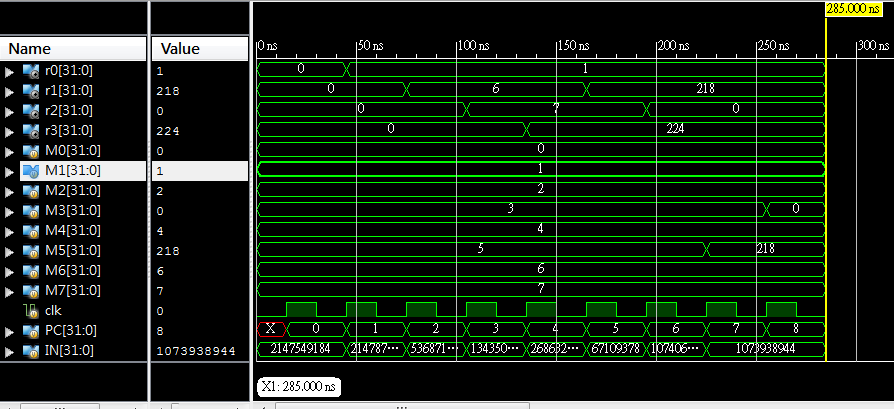 285.000 ns
Name Value 0 ns 50 ns 100 ns 150 ns 200 ns 250 ns 300 ns
r0[31:0] 1 0 1
r1[31:0] 218 0 6 218
r2[31:0] 0 0 7 0
r3[31:0] 224 0 224
M0[31:0] 0 0
M1[31:0] 1 1
M2[31:0] 2 2
M3[31:0] 0 3 0
M4[31:0] 4 4
M5[31:0] 218 5 218
M6[31:0] 6 6
M7[31:0] 7 7
clk 0
PC[31:0] 8 X 0 1 2 3 4 5 6 7 8
IN[31:0] 1073938944 2147549184 214787··· 536871··· 134350··· 268632··· 67109378 107406··· 1073938944
X1: 285.000 ns